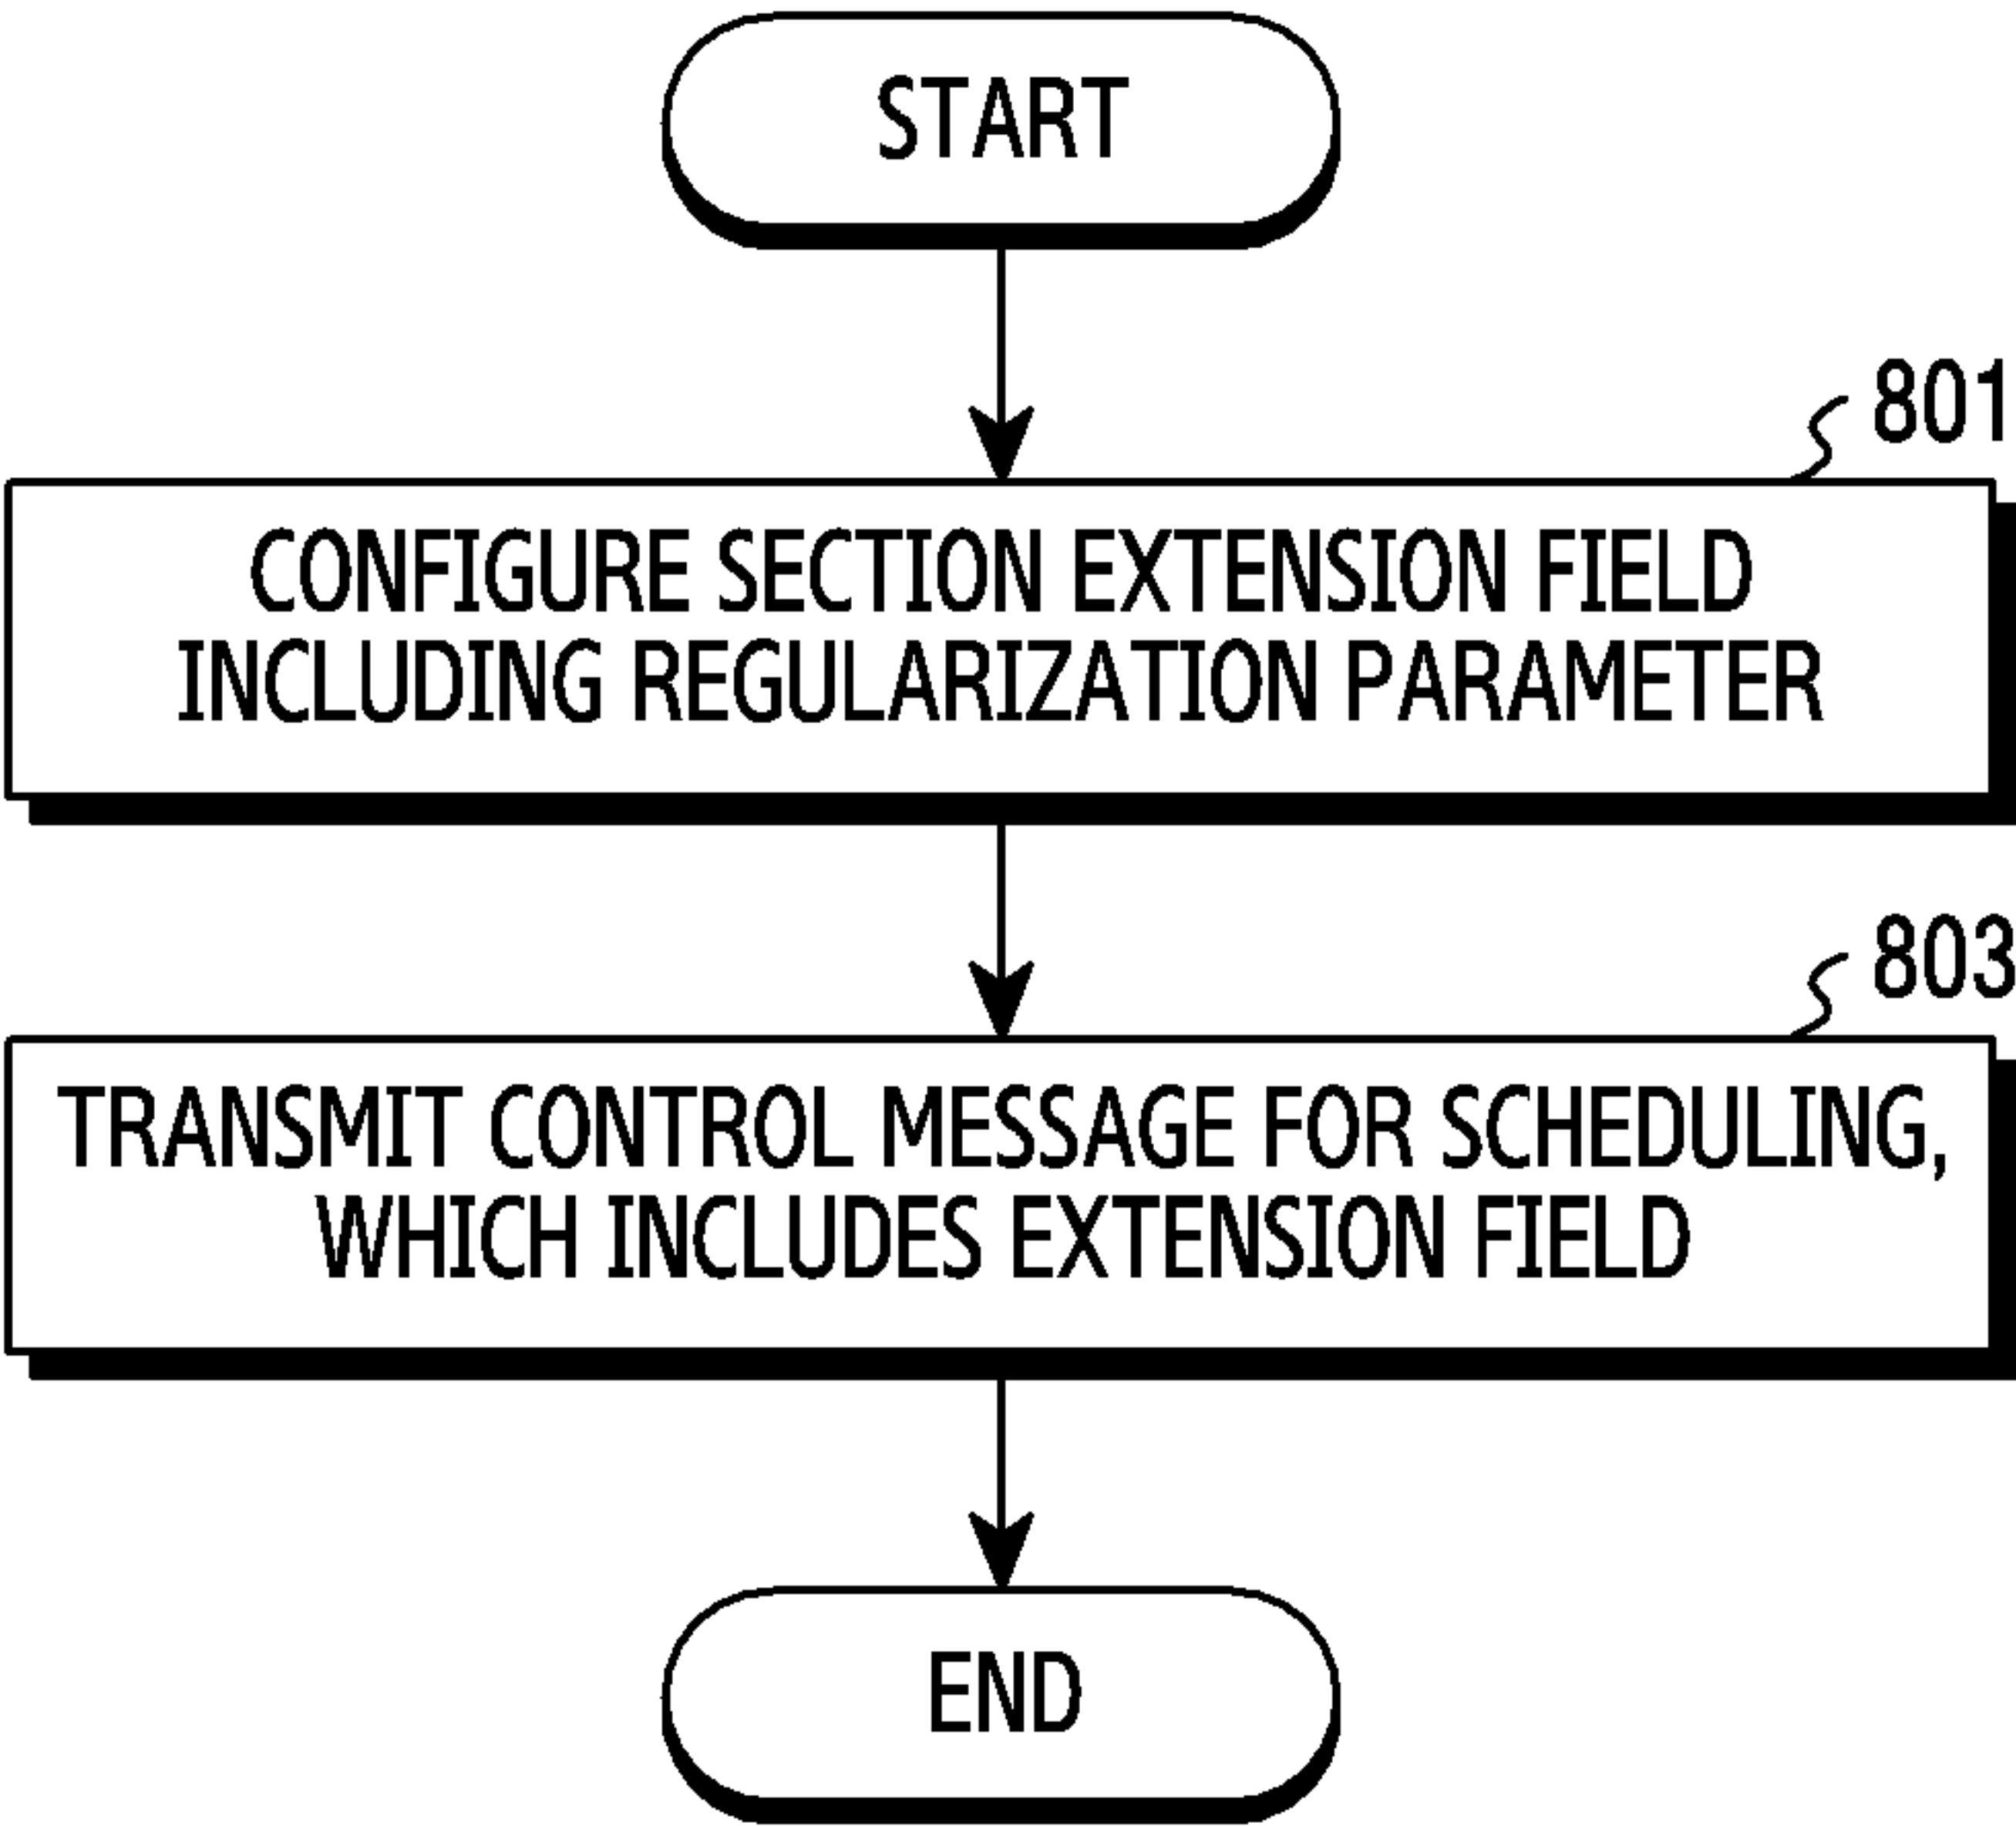 START
801
CONFIGURE SECTION EXTENSION FIELD
INCLUDING REGULARIZATION PARAMETER
803
TRANSMIT CONTROL MESSAGE FOR SCHEDULING,
WHICH INCLUDES EXTENSION FIELD
END